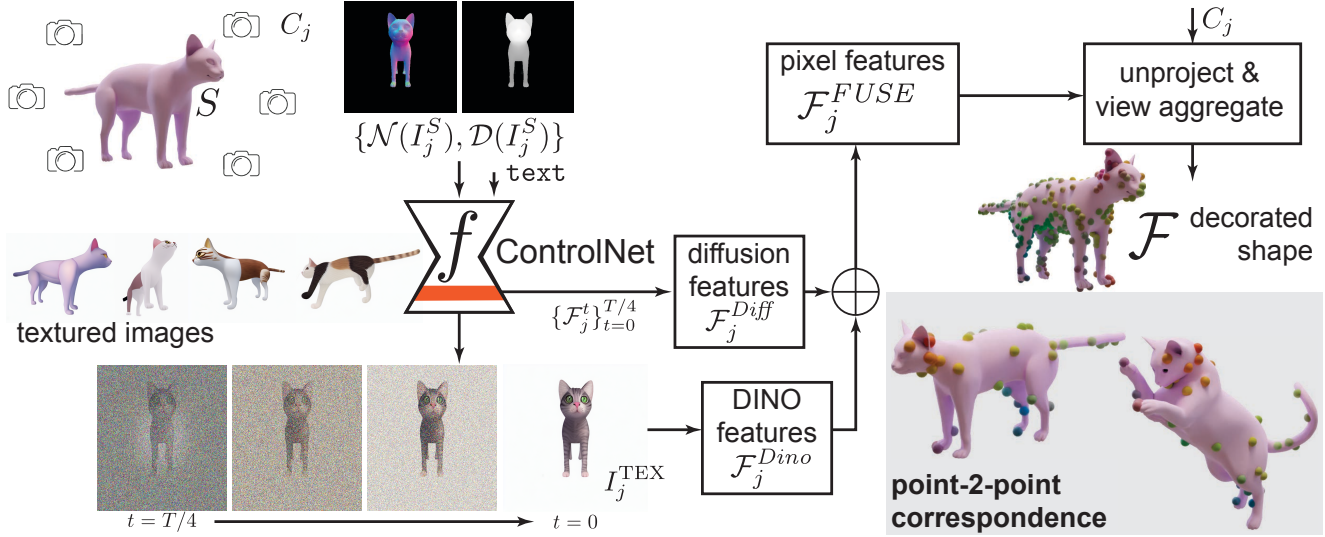 C_j
S
{N(I_j^S), D(I_j^S)}
text
f
ControlNet
{F_j^t}_{t=0}^{T/4}
textured images
diffusion
features
F_j^{Diff}
pixel features
F_j^{FUSE}
C_j
unproject &
view aggregate
F
decorated
shape
DINO
features
F_j^{Dino}
I_j^{TEX}
t = T/4
t = 0
point-2-point
correspondence